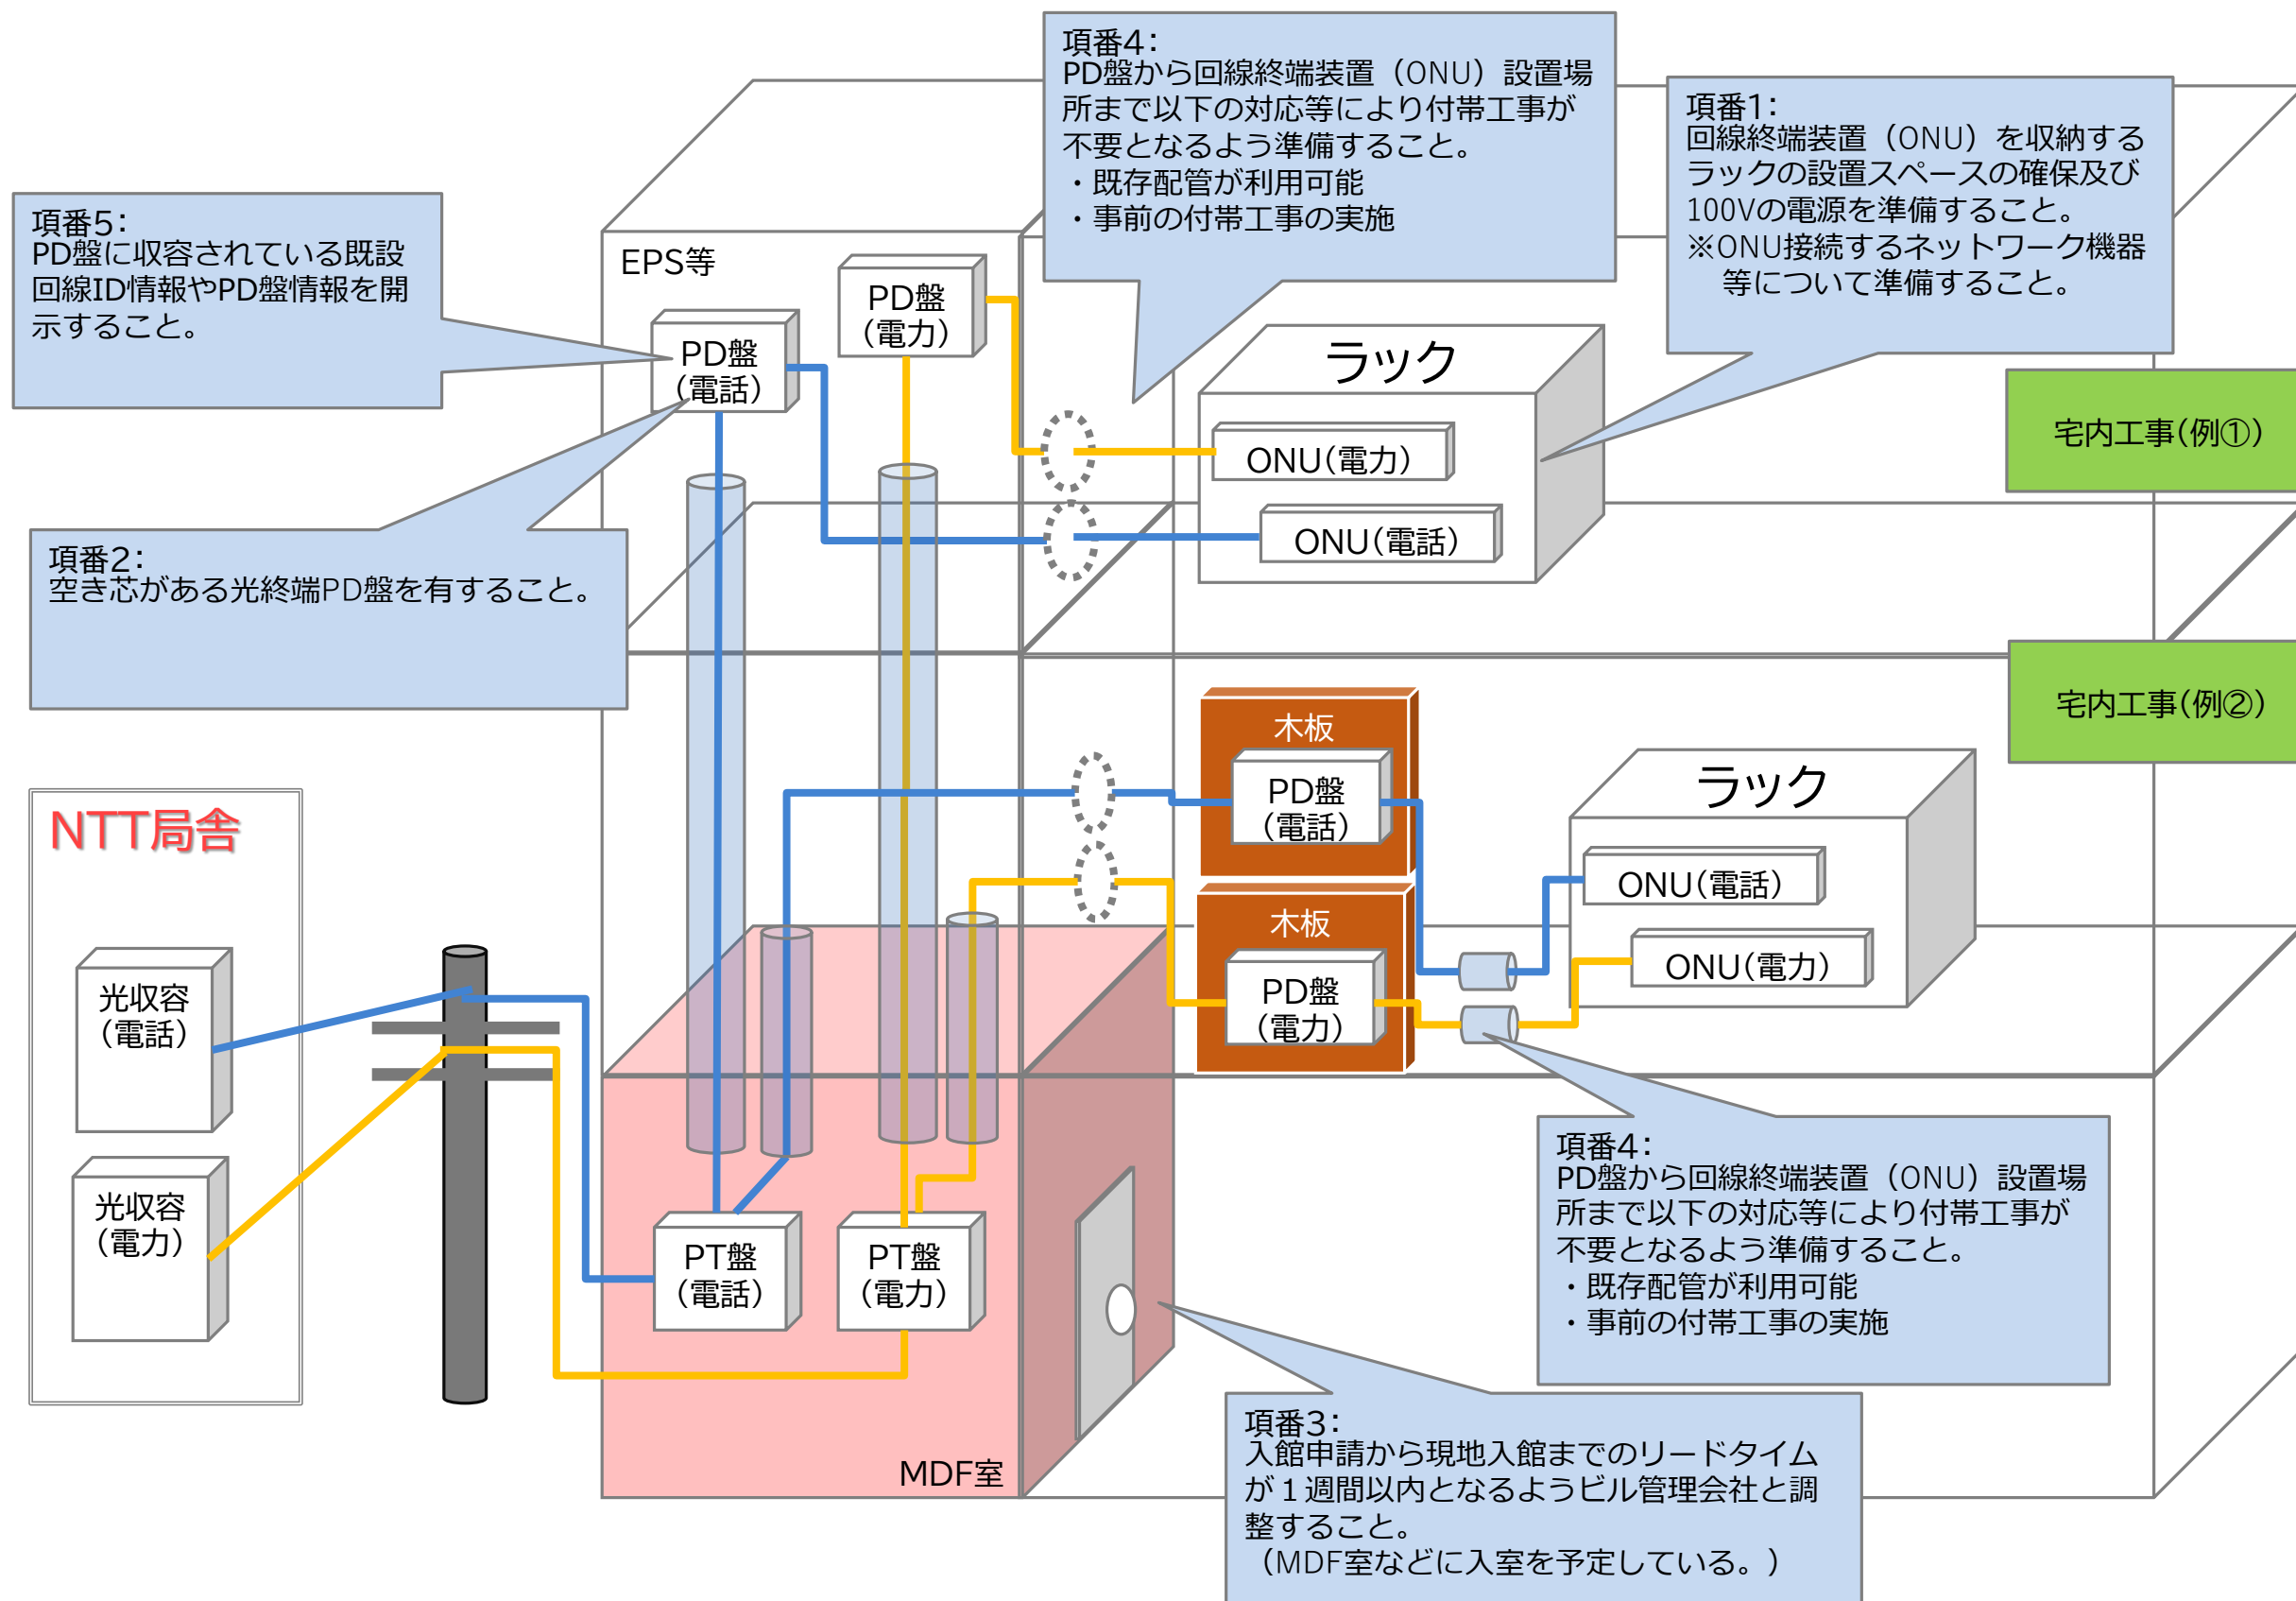 項番4：
PD盤から回線終端装置（ONU）設置場
所まで以下の対応等により付帯工事が
不要となるよう準備すること。
・既存配管が利用可能
・事前の付帯工事の実施
項番1：
回線終端装置（ONU）を収納する
ラックの設置スペースの確保及び
100Vの電源を準備すること。
※ONU接続するネットワーク機器
等について準備すること。
項番5：
PD盤に収容されている既設
回線ID情報やPD盤情報を開
示すること。
EPS等
PD盤
（電力）
PD盤
（電話）
ラック
ONU（電力）
ONU（電話）
宅内工事（例①）
項番2：
空き芯がある光終端PD盤を有すること。
宅内工事（例②）
木板
PD盤
（電話）
木板
PD盤
（電力）
ラック
ONU（電話）
ONU（電力）
NTT局舎
光収容
（電話）
光収容
（電力）
PT盤
（電話）
PT盤
（電力）
MDF室
項番4：
PD盤から回線終端装置（ONU）設置場
所まで以下の対応等により付帯工事が
不要となるよう準備すること。
・既存配管が利用可能
・事前の付帯工事の実施
項番3：
入館申請から現地入館までのリードタイム
が１週間以内となるようビル管理会社と調
整すること。
（MDF室などに入室を予定している。）